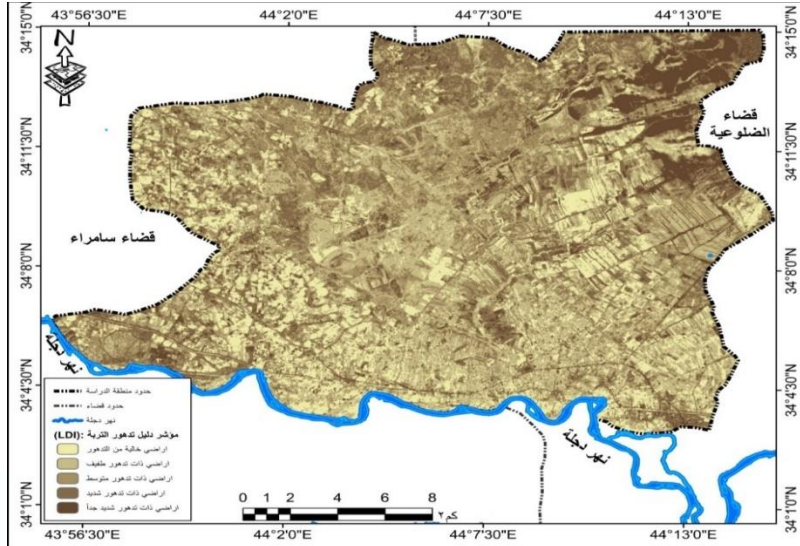 43°56'30"E 44°2'0"E 44°7'30"E 44°13'0"E
34°15'0"N 34°15'0"N
N
قضاء الضلوعية
34°11'30"N 34°11'30"N
قضاء سامراء
34°8'0"N 34°8'0"N
نهر دجلة
34°4'30"N 34°4'30"N
حدود منطقة الدراسة
حدود قضاء
نهر دجلة
مؤشر دليل تدهور التربة :(LDI)
اراضي خالية من التدهور
اراضي ذات تدهور طفيف
اراضي ذات تدهور متوسط
اراضي ذات تدهور شديد
اراضي ذات تدهور شديد جداً
نهر دجلة
0 1 2 4 6 8
كم٢
34°1'0"N 34°1'0"N
43°56'30"E 44°2'0"E 44°7'30"E 44°13'0"E